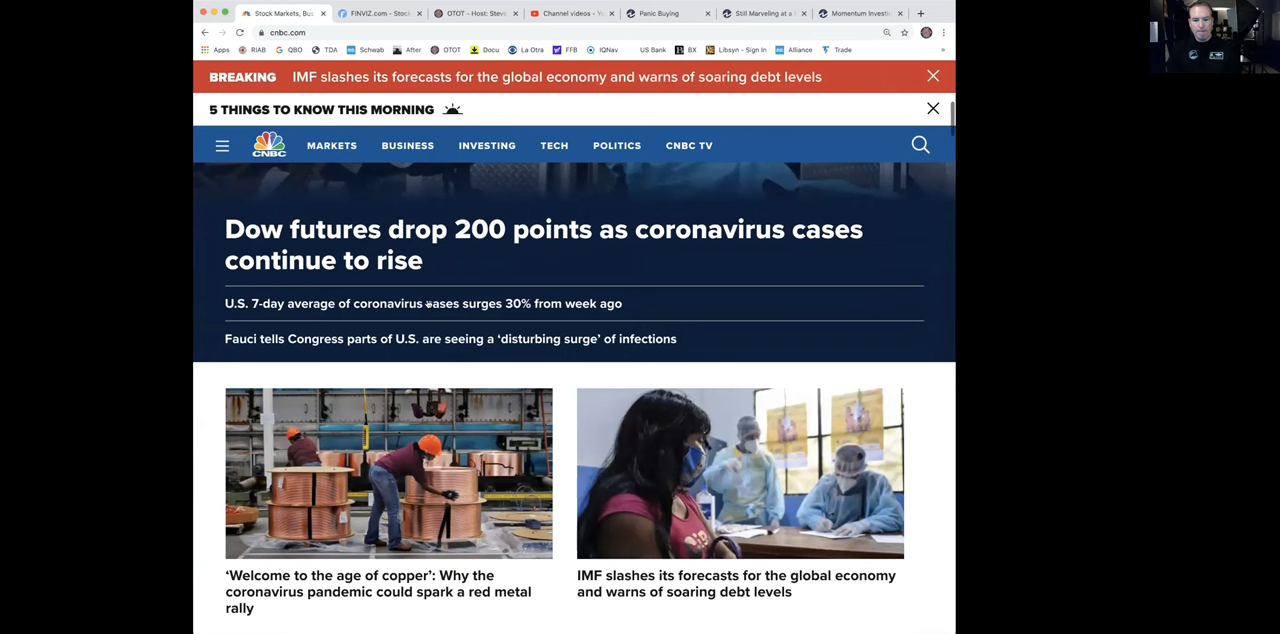 Stock Markets, Bus
FINVIZ.com - Stock
OTOT - Host: Steve
Channel videos - Y
Panic Buying
Still Marveling at a
Momentum Investi
cnbc.com
Apps RIAB QBO TDA Schwab After OTOT Docu La Otra FFB IQNav US Bank BX Libsyn - Sign In Alliance Trade »
BREAKING IMF slashes its forecasts for the global economy and warns of soaring debt levels
5 THINGS TO KNOW THIS MORNING
CNBC MARKETS BUSINESS INVESTING TECH POLITICS CNBC TV
Dow futures drop 200 points as coronavirus cases
continue to rise
U.S. 7-day average of coronavirus cases surges 30% from week ago
Fauci tells Congress parts of U.S. are seeing a ‘disturbing surge’ of infections
‘Welcome to the age of copper’: Why the
coronavirus pandemic could spark a red metal
rally
IMF slashes its forecasts for the global economy
and warns of soaring debt levels